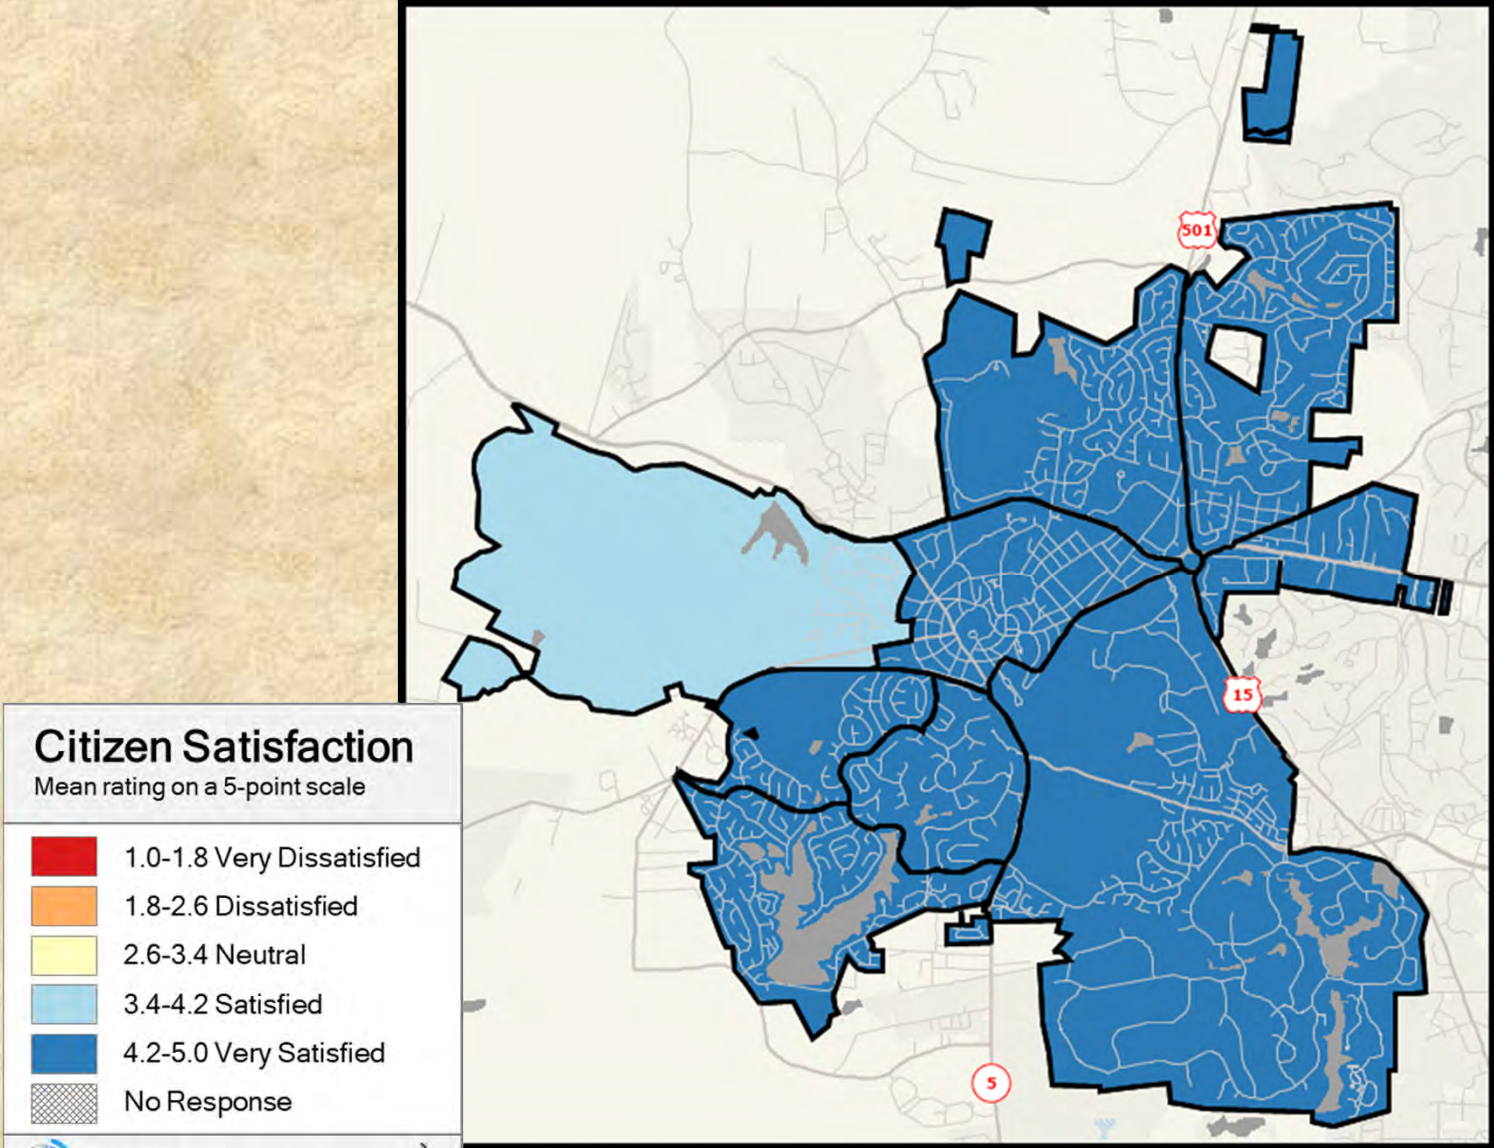 501
15
5
Citizen Satisfaction
Mean rating on a 5-point scale
1.0-1.8 Very Dissatisfied
1.8-2.6 Dissatisfied
2.6-3.4 Neutral
3.4-4.2 Satisfied
4.2-5.0 Very Satisfied
No Response